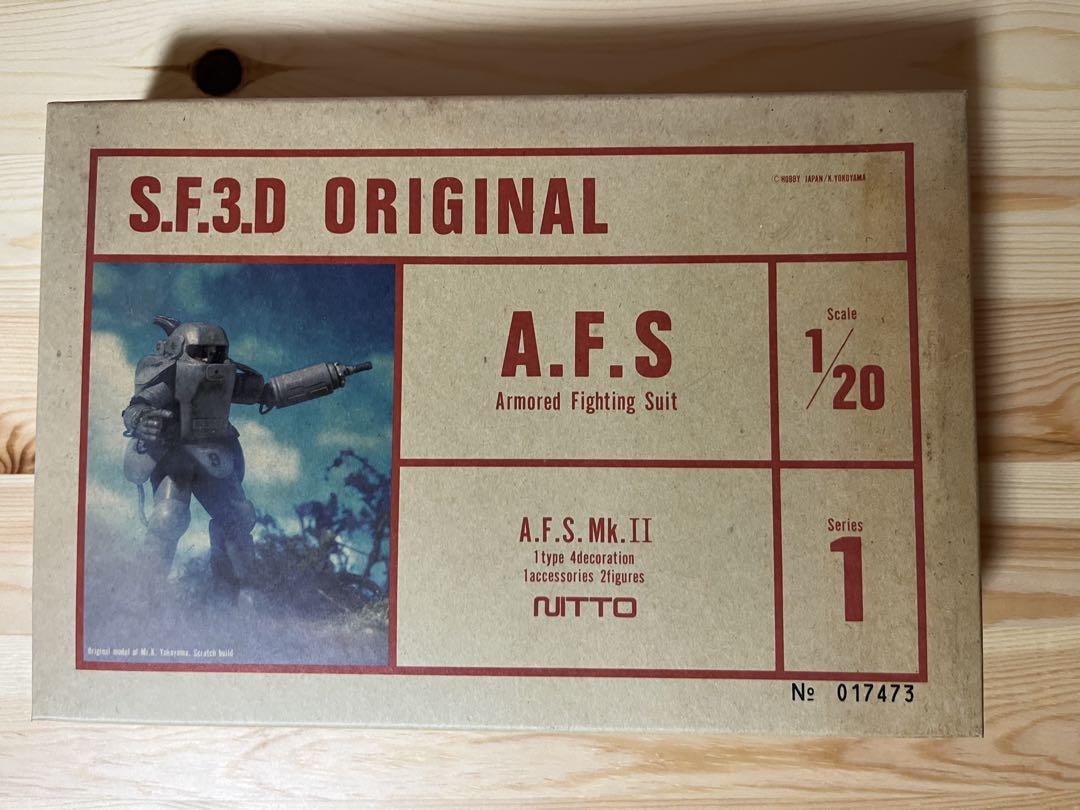 S.F.3.D ORIGINAL
© HOBBY JAPAN/K.YOKOYAMA
A.F.S
Armored Fighting Suit
Scale
1/20
A.F.S. Mk. II
1type 4decoration
1accessories 2figures
NITTO
Series
1
Original model of Mr.K. Yokoyama. Scratch build
№ 017473